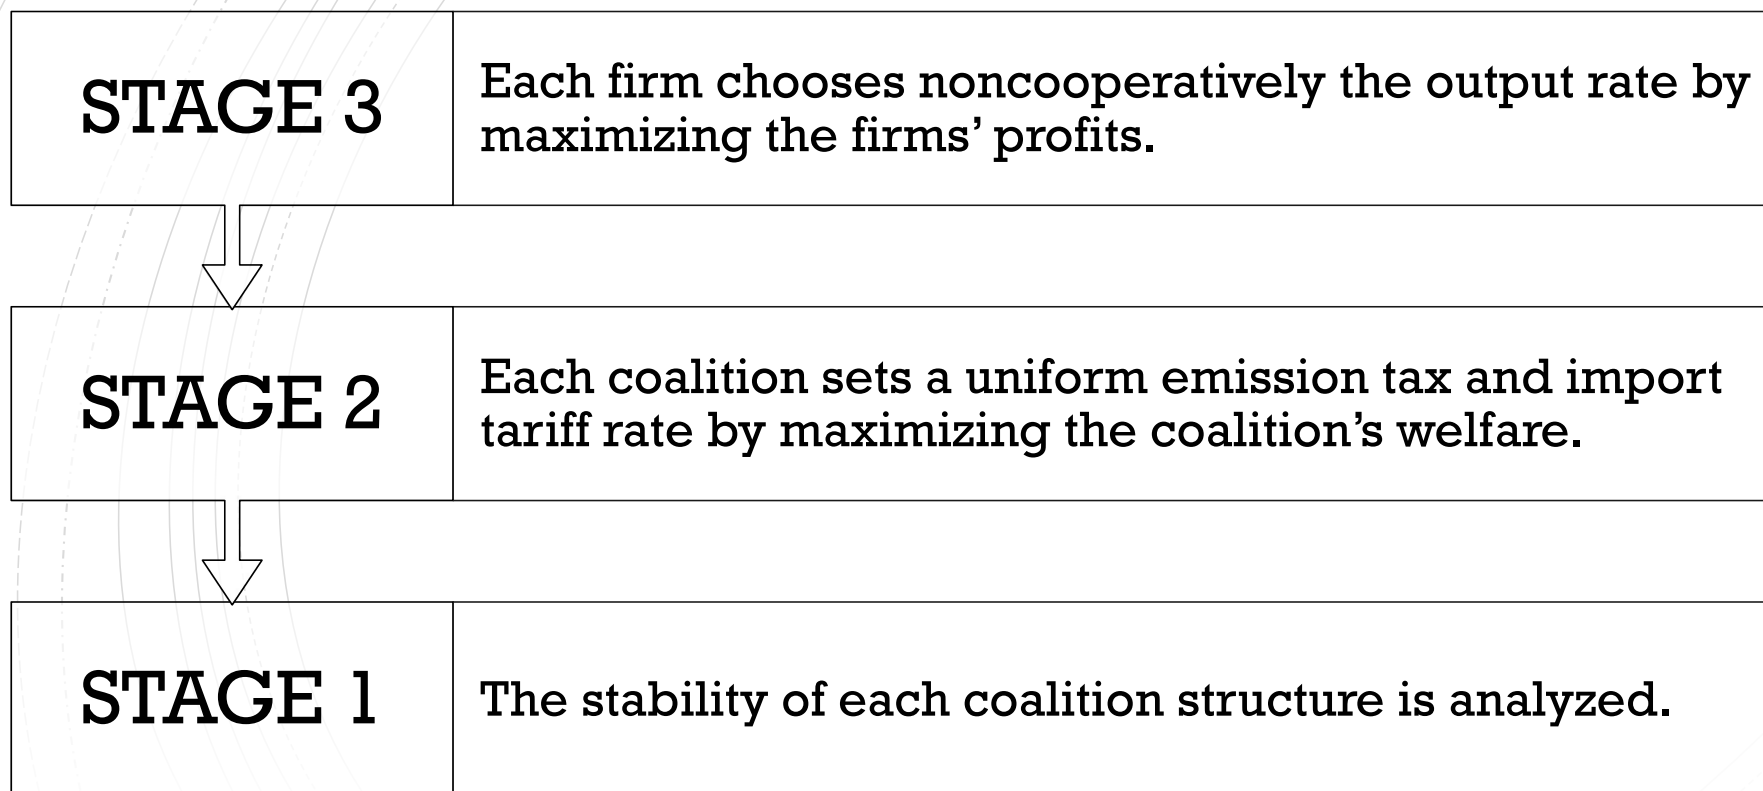 STAGE 3
Each firm chooses noncooperatively the output rate by
maximizing the firms’ profits.
STAGE 2
Each coalition sets a uniform emission tax and import
tariff rate by maximizing the coalition’s welfare.
STAGE 1
The stability of each coalition structure is analyzed.